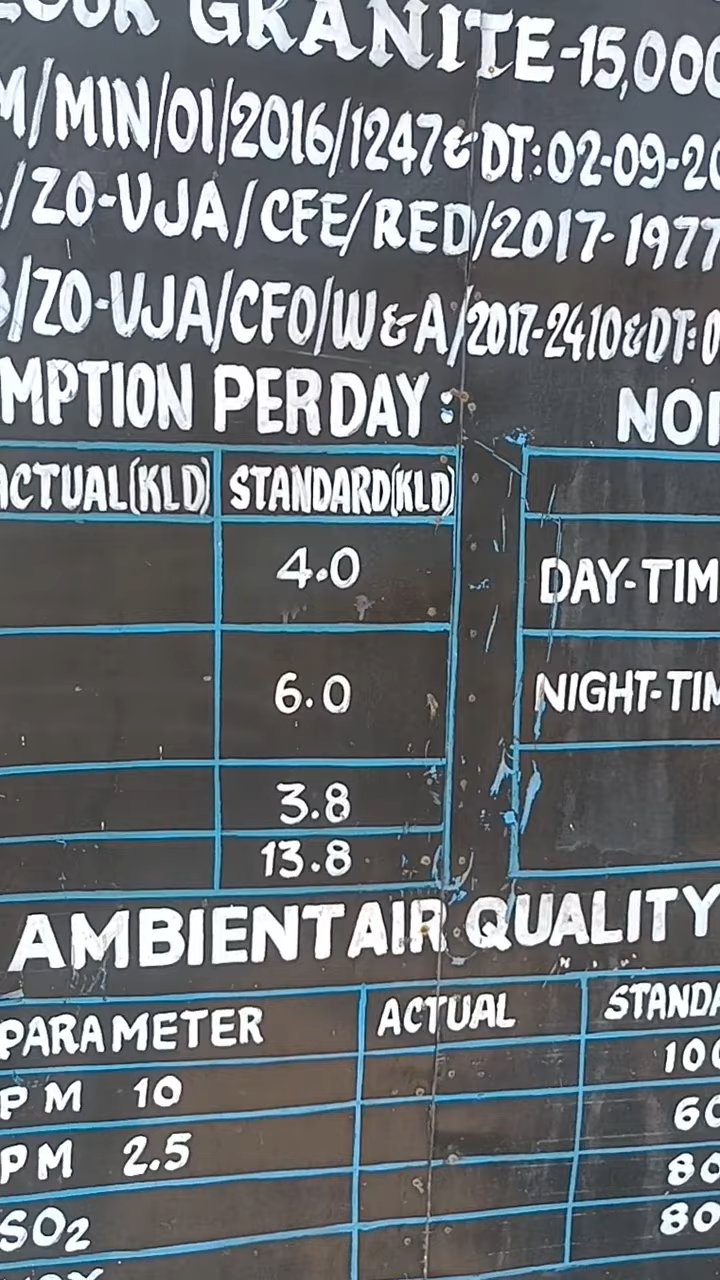 GRANITE-15,000
M/MIN/01/2016/1247 & DT:02-09-20
/ZO-VJA/CFE/RED/2017-1977
/ZO-VJA/CFO/W&A/2017-2410 & DT:0
MPTION PER DAY: NOI
ACTUAL(KLD) STANDARD(KLD)
4.0 DAY-TIM
6.0 NIGHT-TIM
3.8
13.8
AMBIENT AIR QUALITY
PARAMETER ACTUAL STANDA
PM 10 100
PM 2.5 60
SO2 80
80